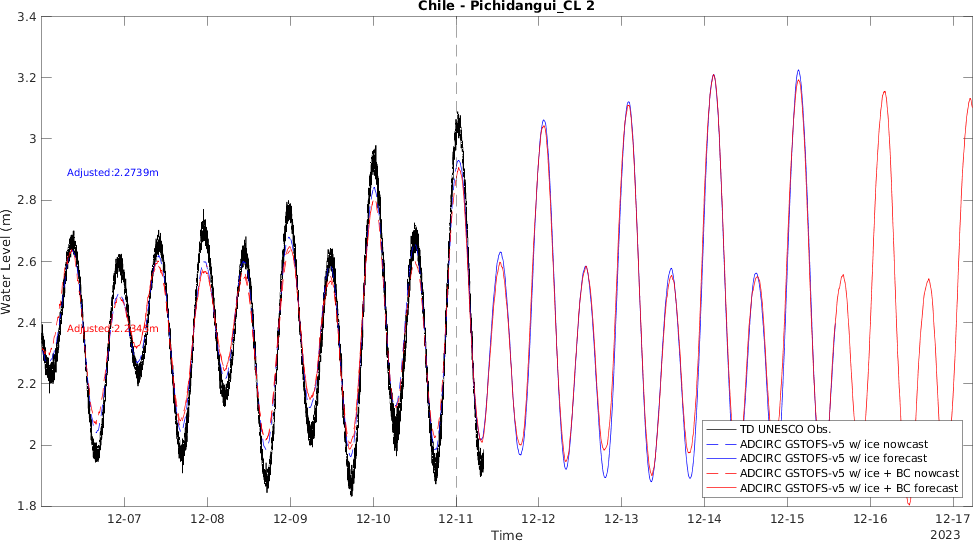 Chile - Pichidangui_CL 2
3.4
3.2
3
2.8
2.6
2.4
2.2
2
1.8
Water Level (m)
Adjusted:2.2739m
TD UNESCO Obs.
ADCIRC GSTOFS-v5 w/ ice nowcast
ADCIRC GSTOFS-v5 w/ ice forecast
ADCIRC GSTOFS-v5 w/ ice + BC nowcast
ADCIRC GSTOFS-v5 w/ ice + BC forecast
12-07 12-08 12-09 12-10 12-11 12-12 12-13 12-14 12-15 12-16 12-17
Time
2023